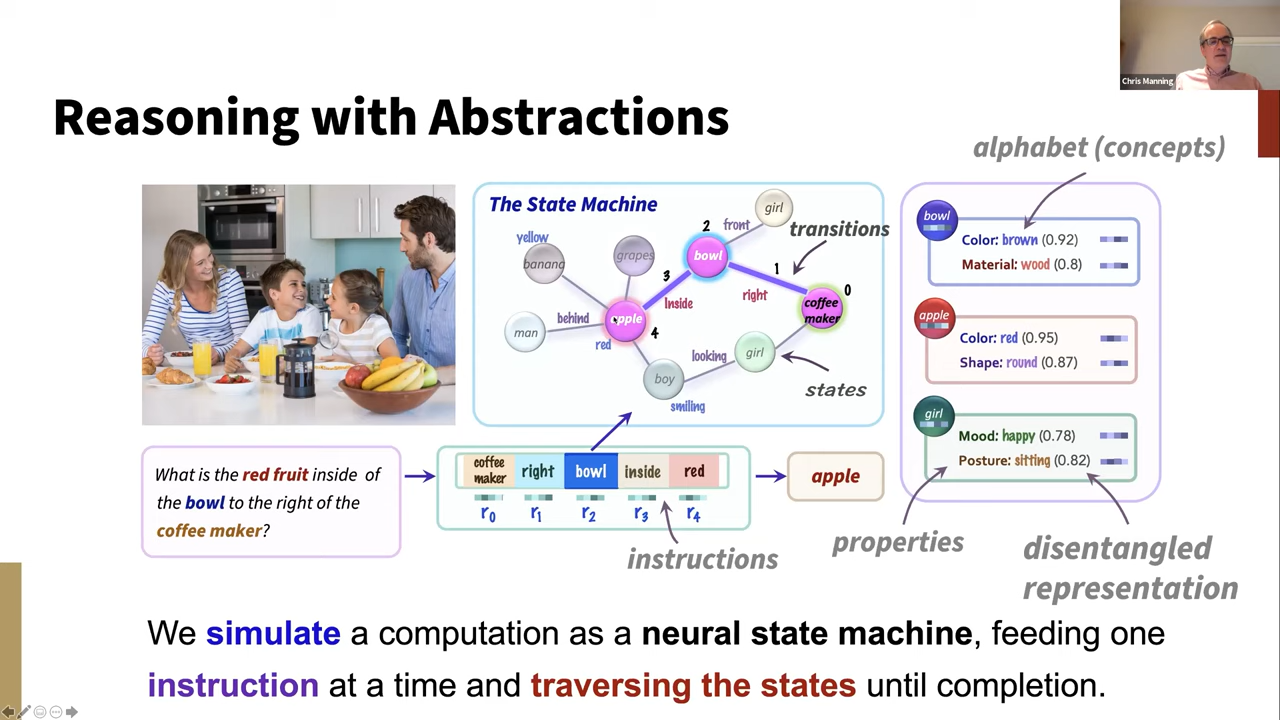 Chris Manning
Reasoning with Abstractions
alphabet (concepts)
The State Machine
girl
front
2
transitions
yellow
banana
grapes
bowl
1
3
Inside
right
0
coffee
maker
man
behind
apple
red
4
looking
girl
boy
smiling
states
bowl
Color: brown (0.92)
Material: wood (0.8)
apple
Color: red (0.95)
Shape: round (0.87)
girl
Mood: happy (0.78)
Posture: sitting (0.82)
What is the red fruit inside of
the bowl to the right of the
coffee maker?
coffee
maker
right
bowl
inside
red
r0
r1
r2
r3
r4
apple
instructions
properties
disentangled
representation
We simulate a computation as a neural state machine, feeding one
instruction at a time and traversing the states until completion.